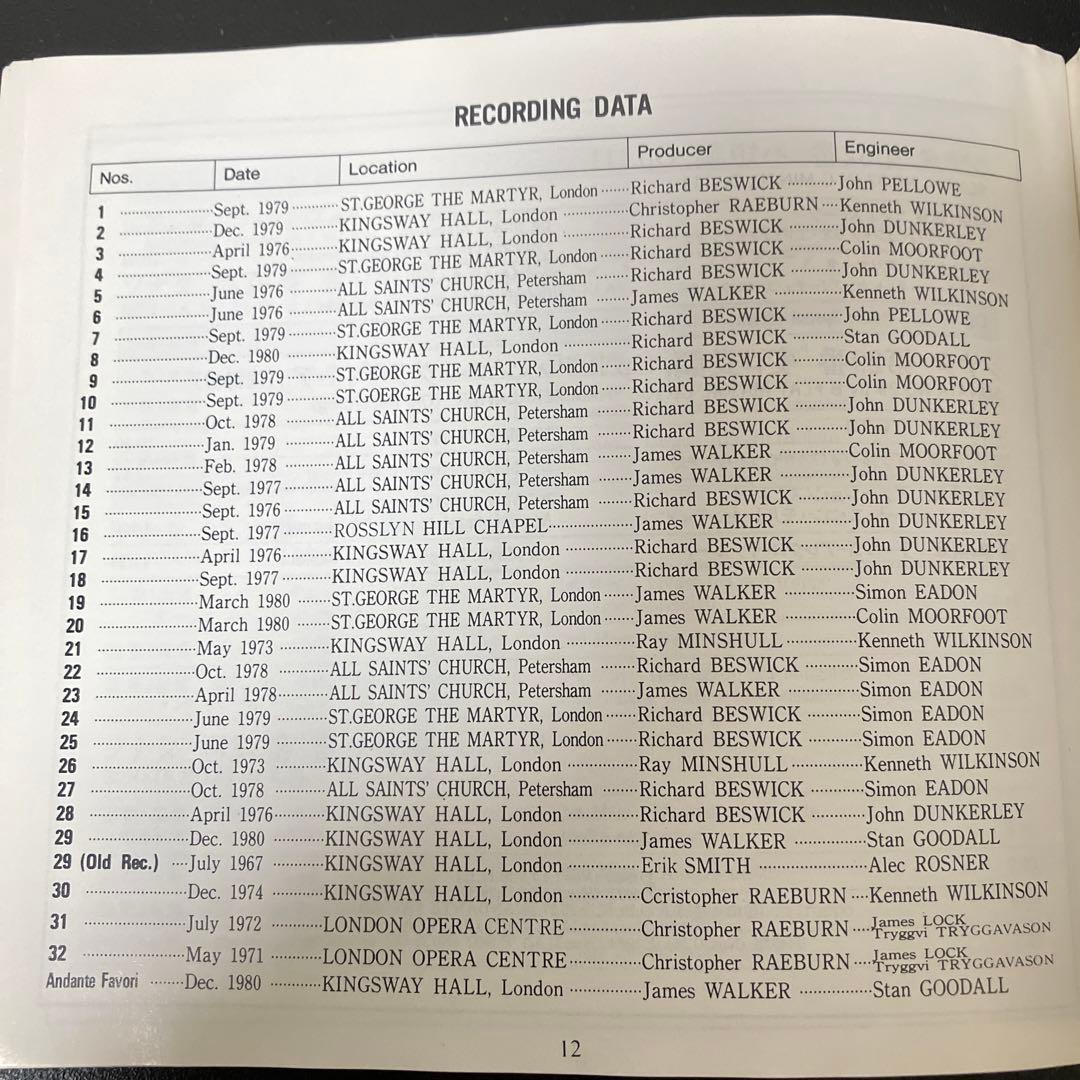 RECORDING DATA
Nos. Date Location Producer Engineer
1 Sept. 1979 ST.GEORGE THE MARTYR, London Richard BESWICK John PELLOWE
2 Dec. 1979 KINGSWAY HALL, London Christopher RAEBURN Kenneth WILKINSON
3 April 1976 KINGSWAY HALL, London Richard BESWICK John DUNKERLEY
4 Sept. 1979 ST.GEORGE THE MARTYR, London Richard BESWICK Colin MOORFOOT
5 June 1976 ALL SAINTS' CHURCH, Petersham Richard BESWICK John DUNKERLEY
6 June 1976 ALL SAINTS' CHURCH, Petersham James WALKER Kenneth WILKINSON
7 Sept. 1979 ST.GEORGE THE MARTYR, London Richard BESWICK John PELLOWE
8 Dec. 1980 KINGSWAY HALL, London Richard BESWICK Stan GOODALL
9 Sept. 1979 ST.GEORGE THE MARTYR, London Richard BESWICK Colin MOORFOOT
10 Sept. 1979 ST.GOERGE THE MARTYR, London Richard BESWICK Colin MOORFOOT
11 Oct. 1978 ALL SAINTS' CHURCH, Petersham Richard BESWICK John DUNKERLEY
12 Jan. 1979 ALL SAINTS' CHURCH, Petersham Richard BESWICK John DUNKERLEY
13 Feb. 1978 ALL SAINTS' CHURCH, Petersham James WALKER Colin MOORFOOT
14 Sept. 1977 ALL SAINTS' CHURCH, Petersham James WALKER John DUNKERLEY
15 Sept. 1976 ALL SAINTS' CHURCH, Petersham Richard BESWICK John DUNKERLEY
16 Sept. 1977 ROSSLYN HILL CHAPEL James WALKER John DUNKERLEY
17 April 1976 KINGSWAY HALL, London Richard BESWICK John DUNKERLEY
18 Sept. 1977 KINGSWAY HALL, London Richard BESWICK John DUNKERLEY
19 March 1980 ST.GEORGE THE MARTYR, London James WALKER Simon EADON
20 March 1980 ST.GEORGE THE MARTYR, London James WALKER Colin MOORFOOT
21 May 1973 KINGSWAY HALL, London Ray MINSHULL Kenneth WILKINSON
22 Oct. 1978 ALL SAINTS' CHURCH, Petersham Richard BESWICK Simon EADON
23 April 1978 ALL SAINTS' CHURCH, Petersham James WALKER Simon EADON
24 June 1979 ST.GEORGE THE MARTYR, London Richard BESWICK Simon EADON
25 June 1979 ST.GEORGE THE MARTYR, London Richard BESWICK Simon EADON
26 Oct. 1973 KINGSWAY HALL, London Ray MINSHULL Kenneth WILKINSON
27 Oct. 1978 ALL SAINTS' CHURCH, Petersham Richard BESWICK Simon EADON
28 April 1976 KINGSWAY HALL, London Richard BESWICK John DUNKERLEY
29 Dec. 1980 KINGSWAY HALL, London James WALKER Stan GOODALL
29 (Old Rec.) July 1967 KINGSWAY HALL, London Erik SMITH Alec ROSNER
30 Dec. 1974 KINGSWAY HALL, London Ccristopher RAEBURN Kenneth WILKINSON
31 July 1972 LONDON OPERA CENTRE Christopher RAEBURN James LOCK
Tryggvi TRYGGAVASON
32 May 1971 LONDON OPERA CENTRE Christopher RAEBURN James LOCK
Tryggvi TRYGGAVASON
Andante Favori Dec. 1980 KINGSWAY HALL, London James WALKER Stan GOODALL
12